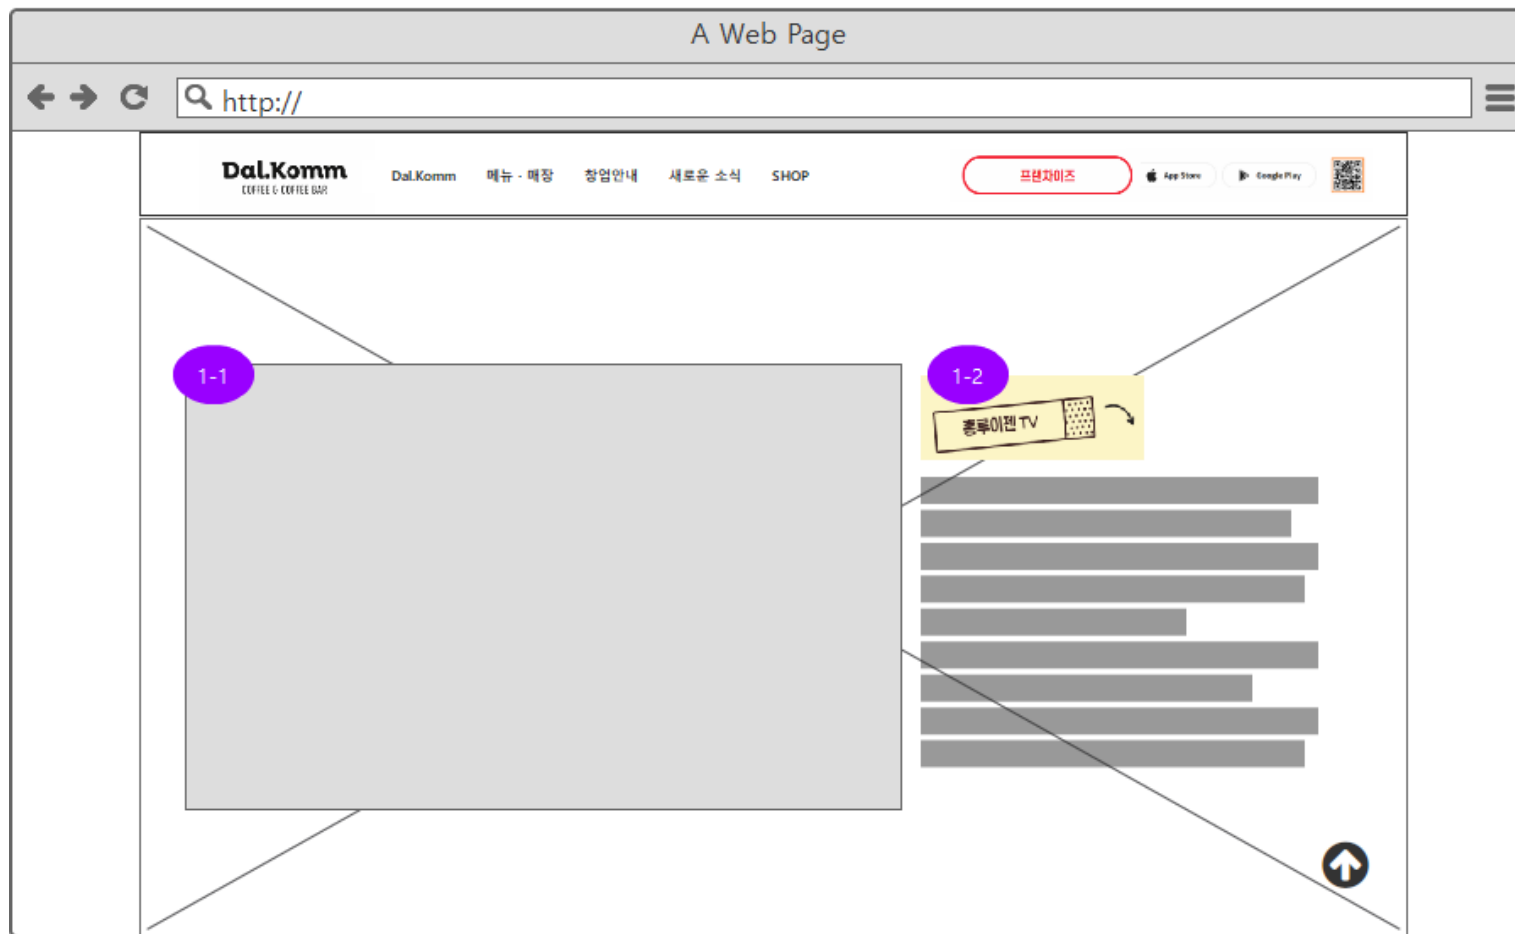 A Web Page
http://
Dal.Komm
COFFEE & COFFEE BAR
Dal.Komm 메뉴 · 매장 창업안내 새로운 소식 SHOP
프랜차이즈
App Store
Google Play
1-1
1-2
홍루이젠 TV